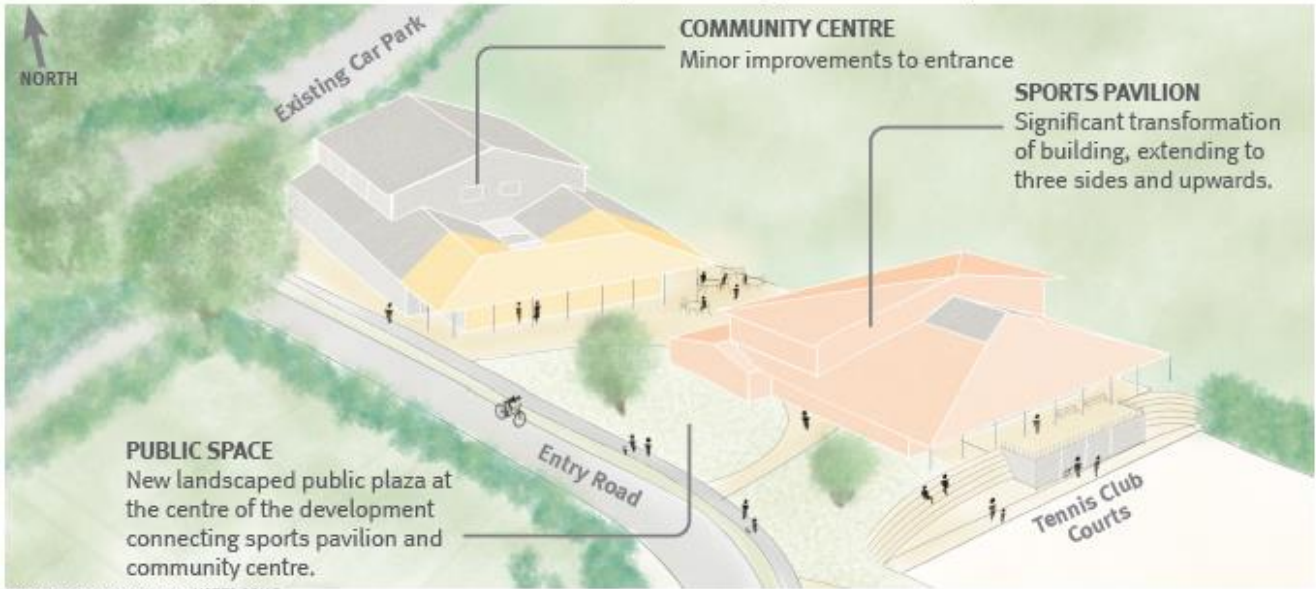 NORTH
Existing Car Park
COMMUNITY CENTRE
Minor improvements to entrance
SPORTS PAVILION
Significant transformation
of building, extending to
three sides and upwards.
PUBLIC SPACE
New landscaped public plaza at
the centre of the development
connecting sports pavilion and
community centre.
Entry Road
Tennis Club
Courts